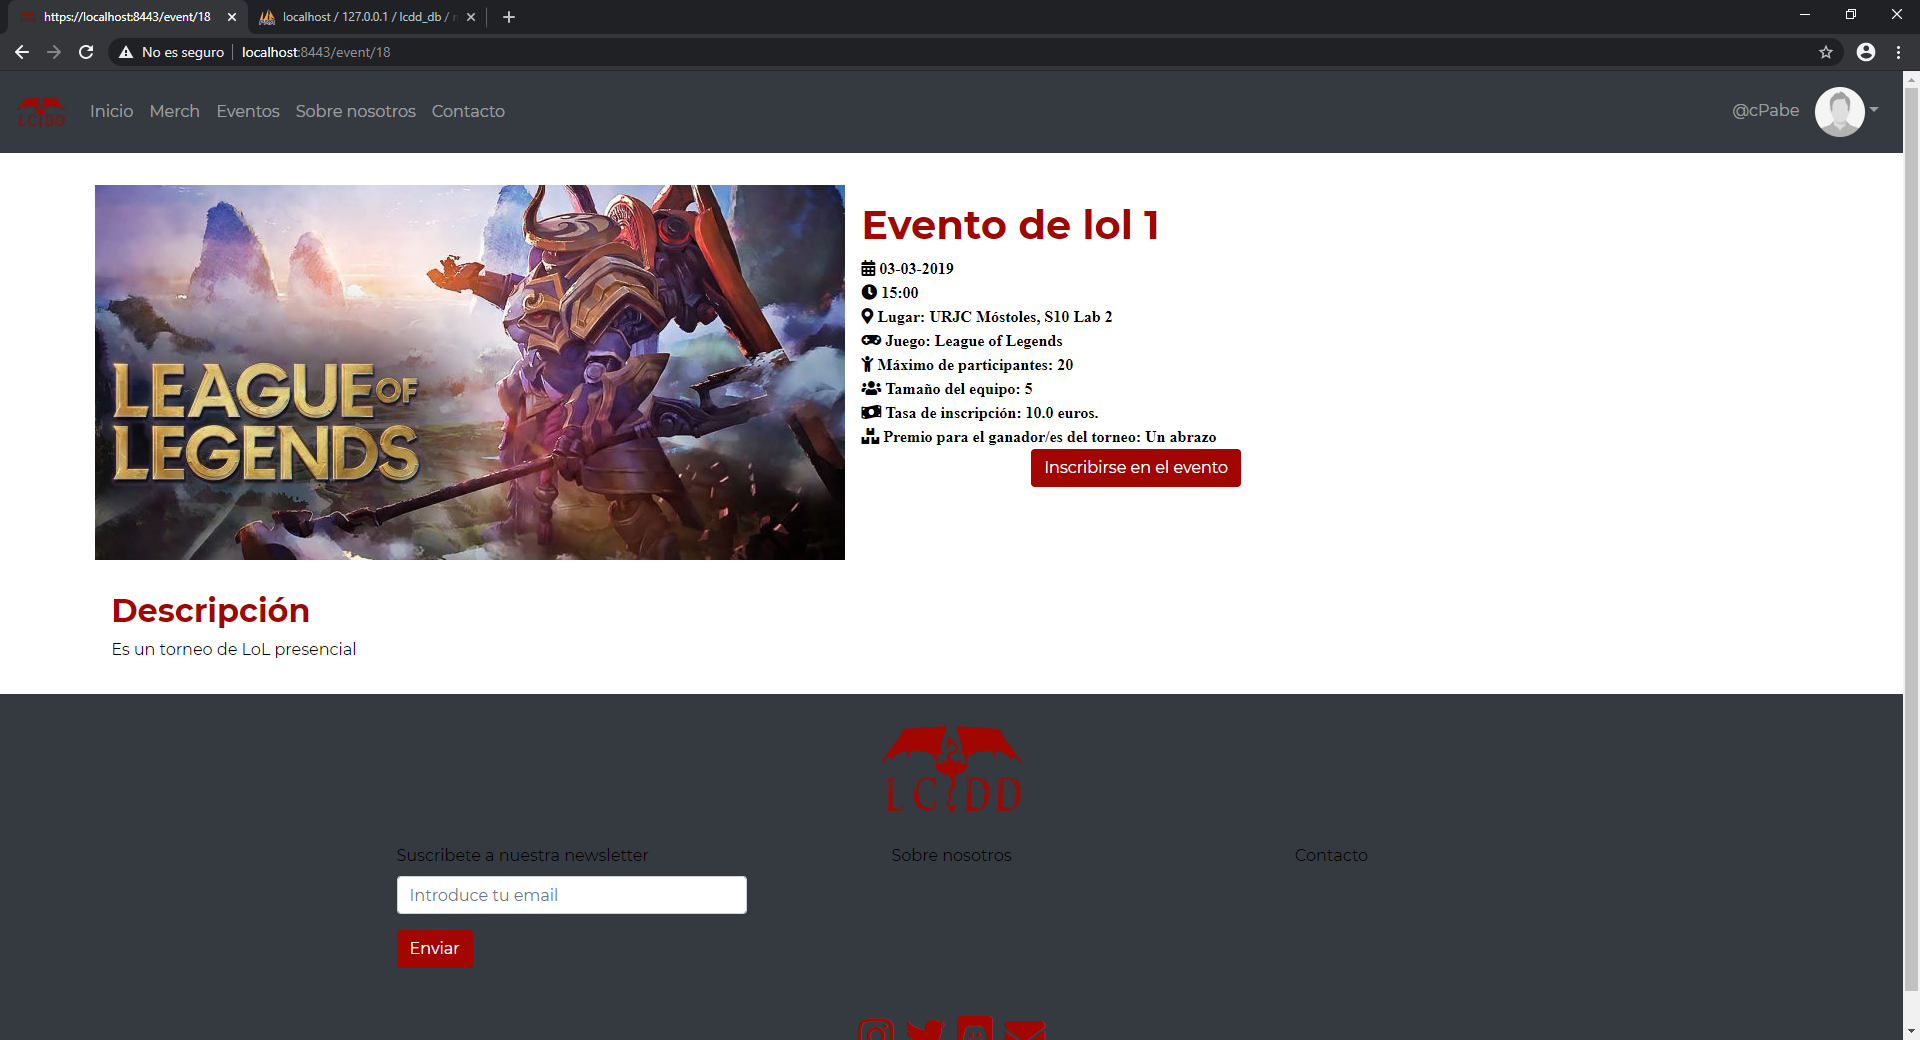 https://localhost:8443/event/18
localhost / 127.0.0.1 / lcdd_db /
No es seguro
localhost:8443/event/18
LCDD
Inicio Merch Eventos Sobre nosotros Contacto
@cPabe
LEAGUE OF
LEGENDS
Evento de lol 1
03-03-2019
15:00
Lugar: URJC Móstoles, S10 Lab 2
Juego: League of Legends
Máximo de participantes: 20
Tamaño del equipo: 5
Tasa de inscripción: 10.0 euros.
Premio para el ganador/es del torneo: Un abrazo
Inscribirse en el evento
Descripción
Es un torneo de LoL presencial
LCDD
Suscribete a nuestra newsletter
Introduce tu email
Enviar
Sobre nosotros
Contacto